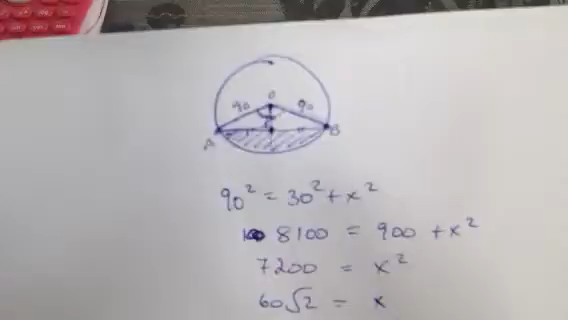 O
90 90
A B
90² = 30² + x²
8100 = 900 + x²
7200 = x²
60√2 = x